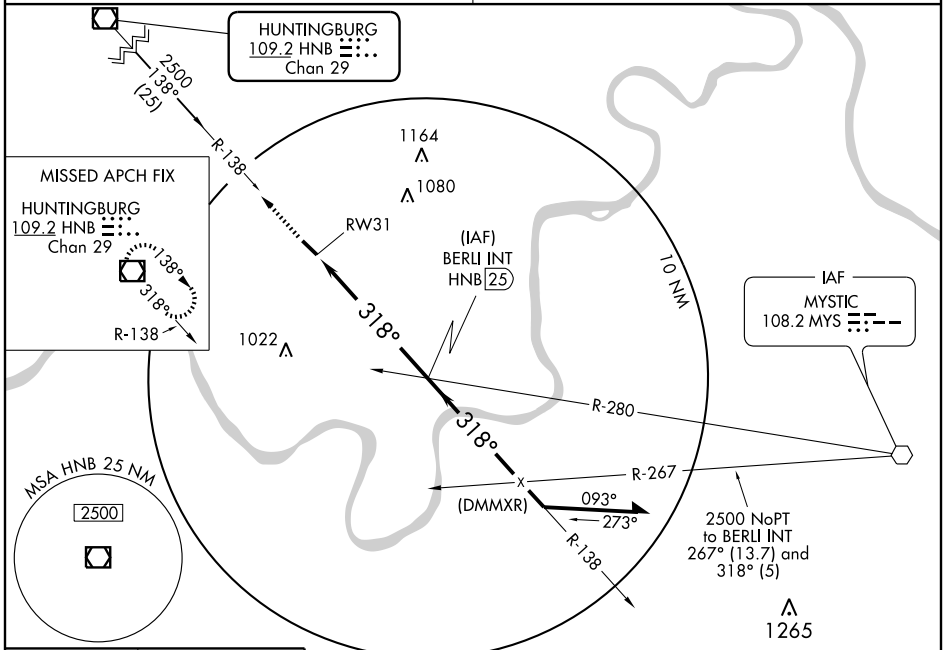 HUNTINGBURG
109.2 HNB
Chan 29
2500
138°
(25)
R-138
MISSED APCH FIX
HUNTINGBURG
109.2 HNB
Chan 29
138°
318°
R-138
1164
1080
RW31
(IAF)
BERLI INT
HNB 25
10 NM
IAF
MYSTIC
108.2 MYS
318°
1022
R-280
318°
R-267
(DMMXR)
X
093°
273°
R-138
2500 NoPT
to BERLI INT
267° (13.7) and
318° (5)
1265
MSA HNB 25 NM
2500